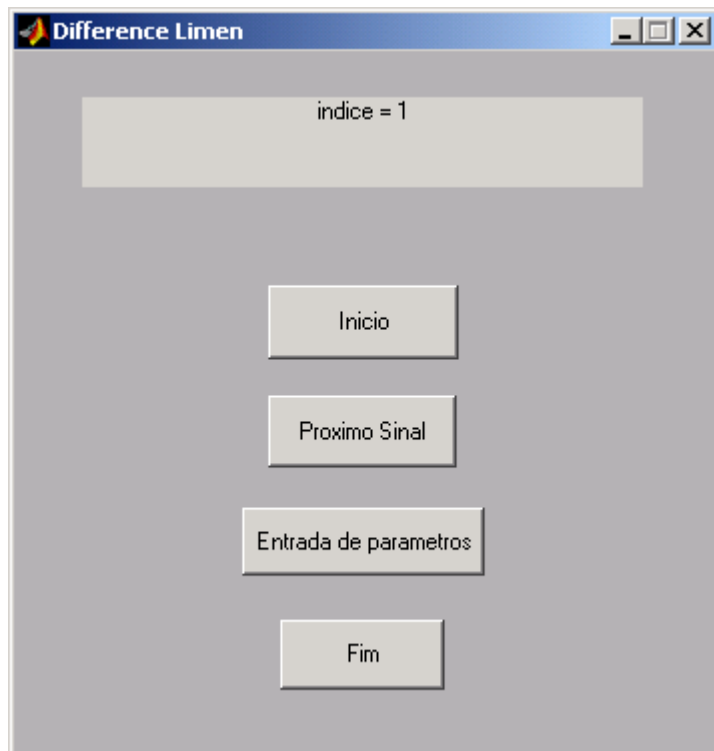 Difference Limen
indice = 1
Inicio
Proximo Sinal
Entrada de parametros
Fim